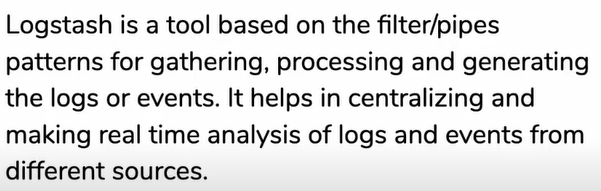 Logstash is a tool based on the filter/pipes
patterns for gathering, processing and generating
the logs or events. It helps in centralizing and
making real time analysis of logs and events from
different sources.